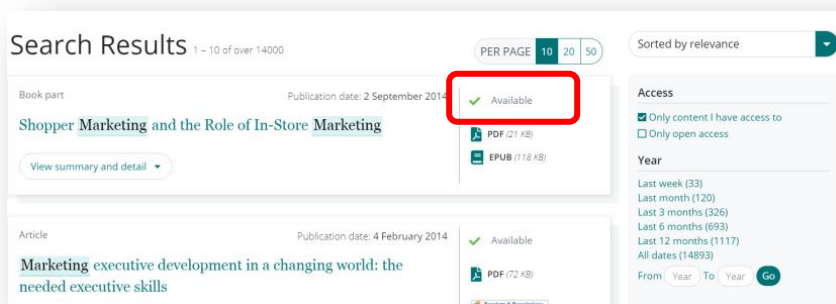 Search Results 1 – 10 of over 14000
PER PAGE 10 20 50
Sorted by relevance
Book part
Publication date: 2 September 2014
Available
Shopper Marketing and the Role of In-Store Marketing
PDF (21 KB)
EPUB (118 KB)
View summary and detail
Article
Publication date: 4 February 2014
Available
Marketing executive development in a changing world: the
needed executive skills
PDF (72 KB)
Access
Only content I have access to
Only open access
Year
Last week (33)
Last month (120)
Last 3 months (326)
Last 6 months (693)
Last 12 months (1117)
All dates (14893)
From Year To Year Go